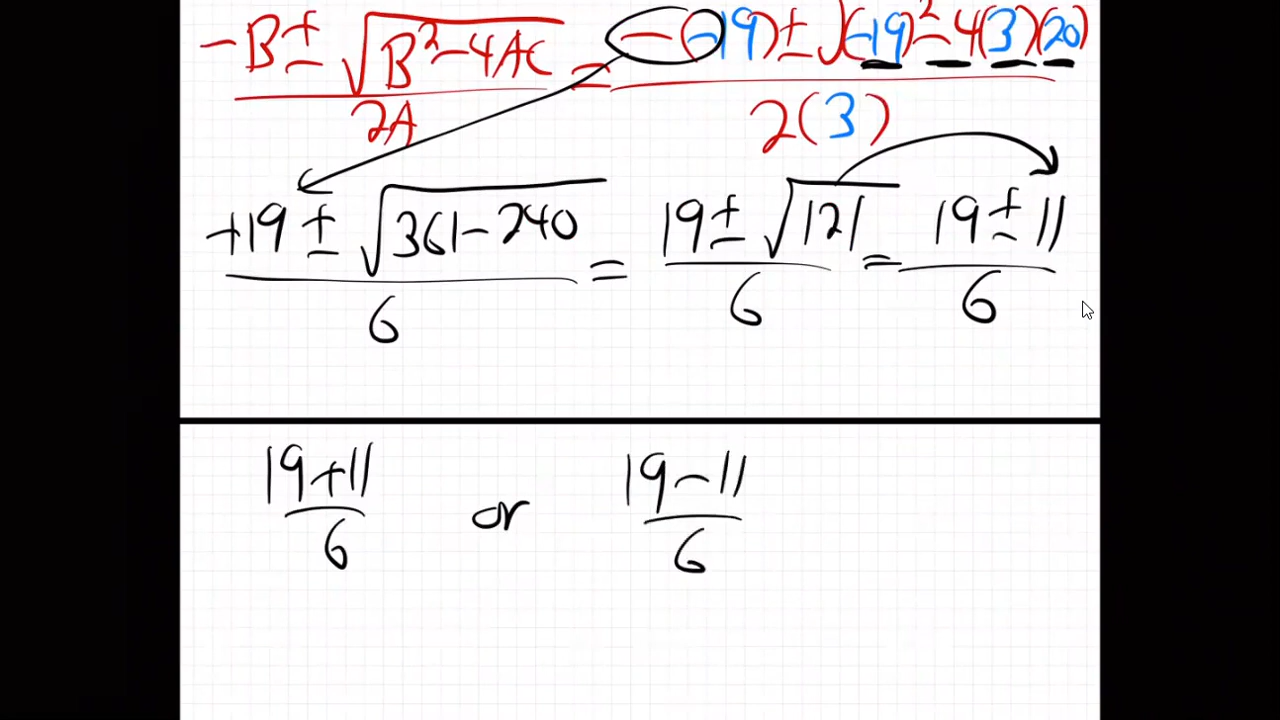 -B ± √(B² - 4AC) / 2A = -(-19) ± √((-19)² - 4(3)(20)) / 2(3)
+19 ± √(361 - 240) / 6 = 19 ± √121 / 6 = 19 ± 11 / 6
19 + 11 / 6 or 19 - 11 / 6